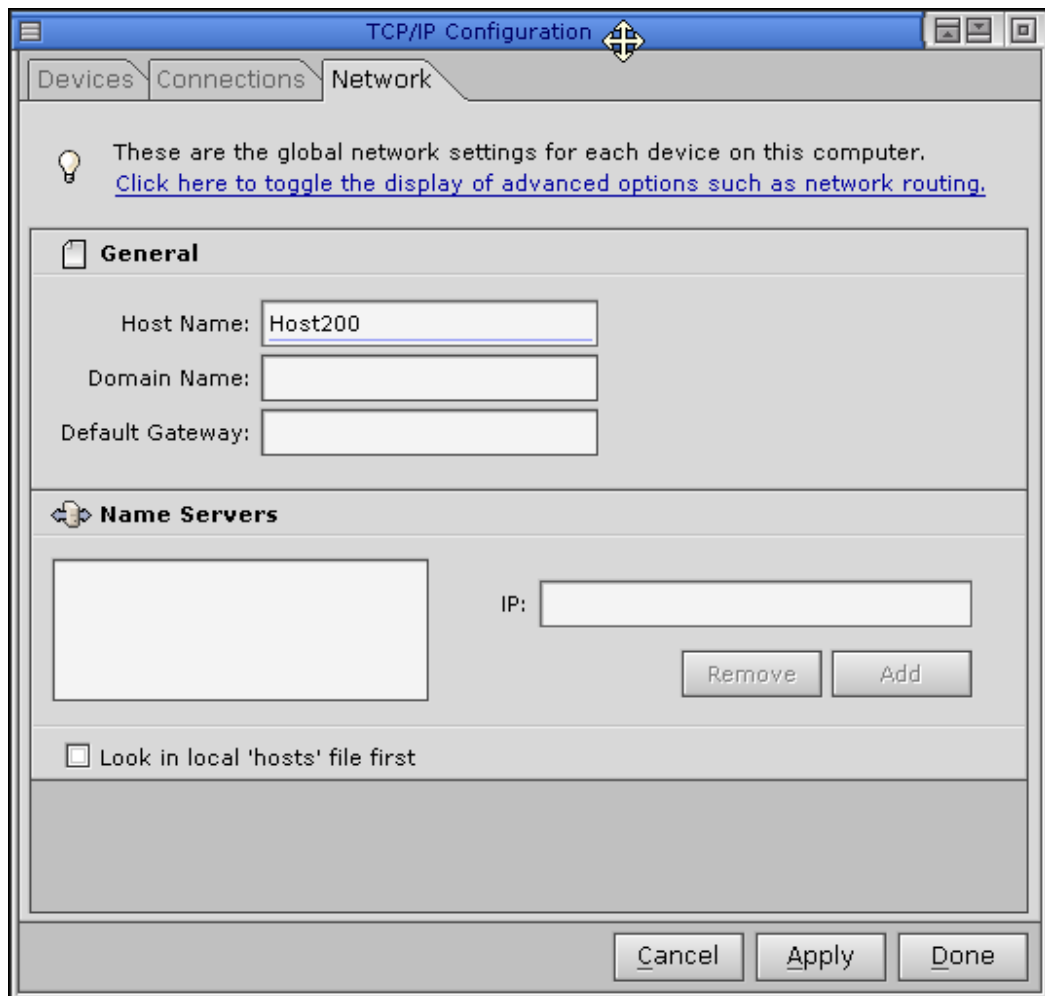 TCP/IP Configuration
Devices Connections Network
These are the global network settings for each device on this computer.
Click here to toggle the display of advanced options such as network routing.
General
Host Name: Host200
Domain Name:
Default Gateway:
Name Servers
IP:
Remove Add
Look in local 'hosts' file first
Cancel Apply Done